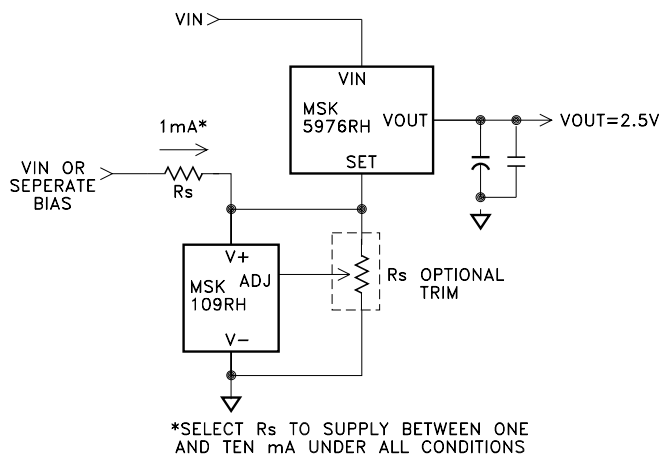 VIN
VIN
MSK
5976RH
VOUT
VOUT=2.5V
SET
1mA*
VIN OR
SEPERATE
BIAS
Rs
V+
ADJ
MSK
109RH
V-
Rs OPTIONAL
TRIM
*SELECT Rs TO SUPPLY BETWEEN ONE
AND TEN mA UNDER ALL CONDITIONS